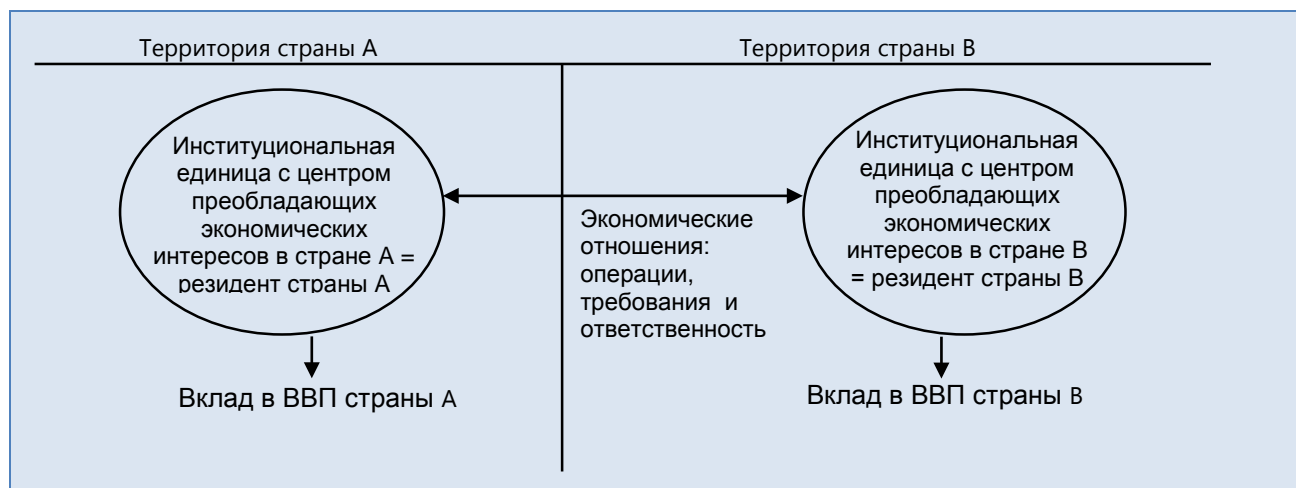 Территория страны А
Территория страны В
Институциональная
единица с центром
преобладающих
экономических
интересов в стране А =
резидент страны А
Экономические
отношения:
операции,
требования и
ответственность
Институциональная
единица с центром
преобладающих
экономических
интересов в стране В
= резидент страны В
Вклад в ВВП страны А
Вклад в ВВП страны В